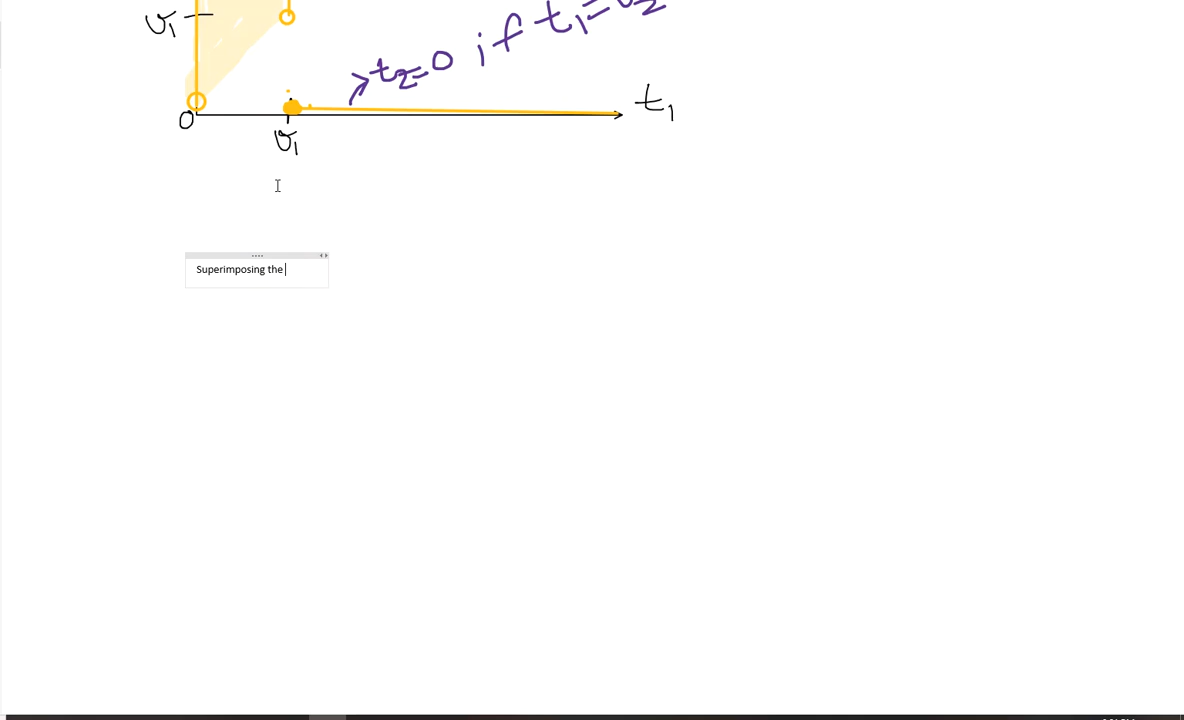 v₁
t₂=0 if t₁=v₂
t₁
0
v₁
Superimposing the